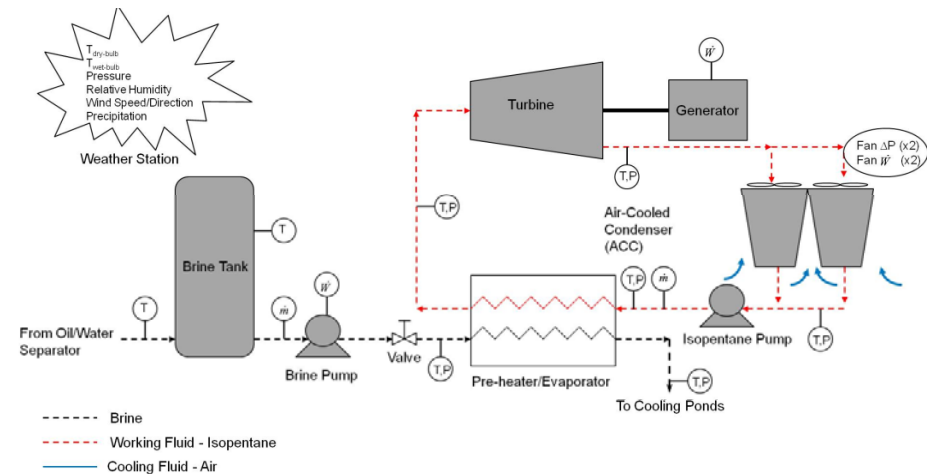 T dry-bulb
T wet-bulb
Pressure
Relative Humidity
Wind Speed/Direction
Precipitation
Weather Station
Ẇ
Turbine
Generator
Fan ΔP (x2)
Fan Ẇ (x2)
T,P
T,P
Air-Cooled
Condenser
(ACC)
T
Brine Tank
T
ṁ
Ẇ
T,P
ṁ
From Oil/Water
Separator
Brine Pump
Valve
T,P
Pre-heater/Evaporator
Isopentane Pump
T,P
T,P
To Cooling Ponds
Brine
Working Fluid - Isopentane
Cooling Fluid - Air